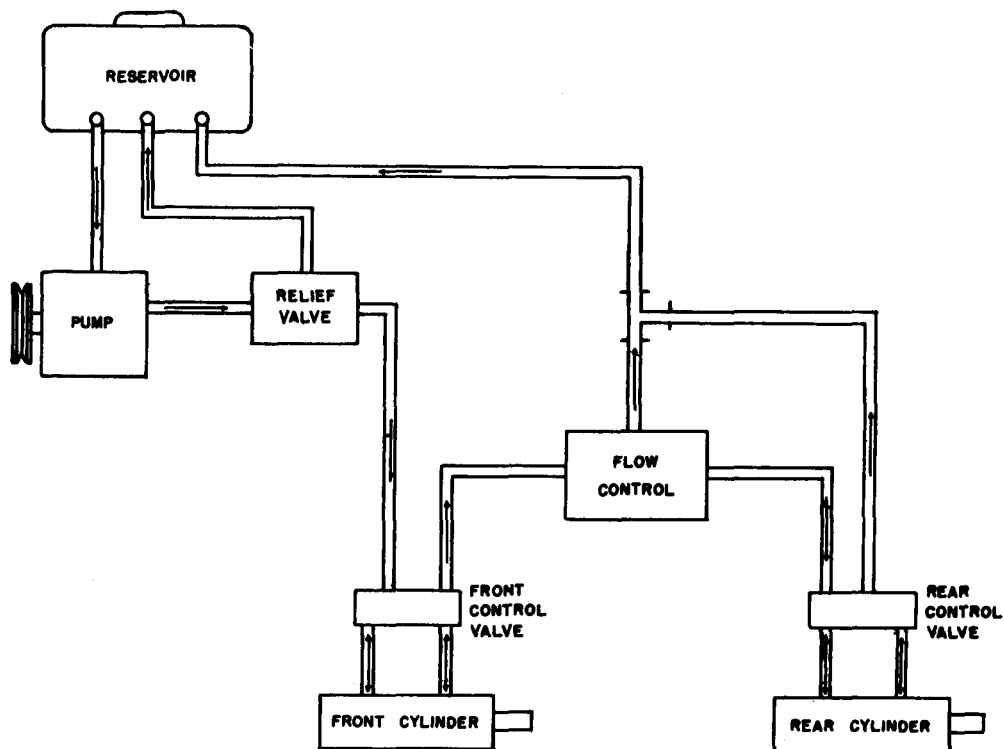 RESERVOIR
PUMP
RELIEF
VALVE
FLOW
CONTROL
FRONT
CONTROL
VALVE
REAR
CONTROL
VALVE
FRONT CYLINDER
REAR CYLINDER